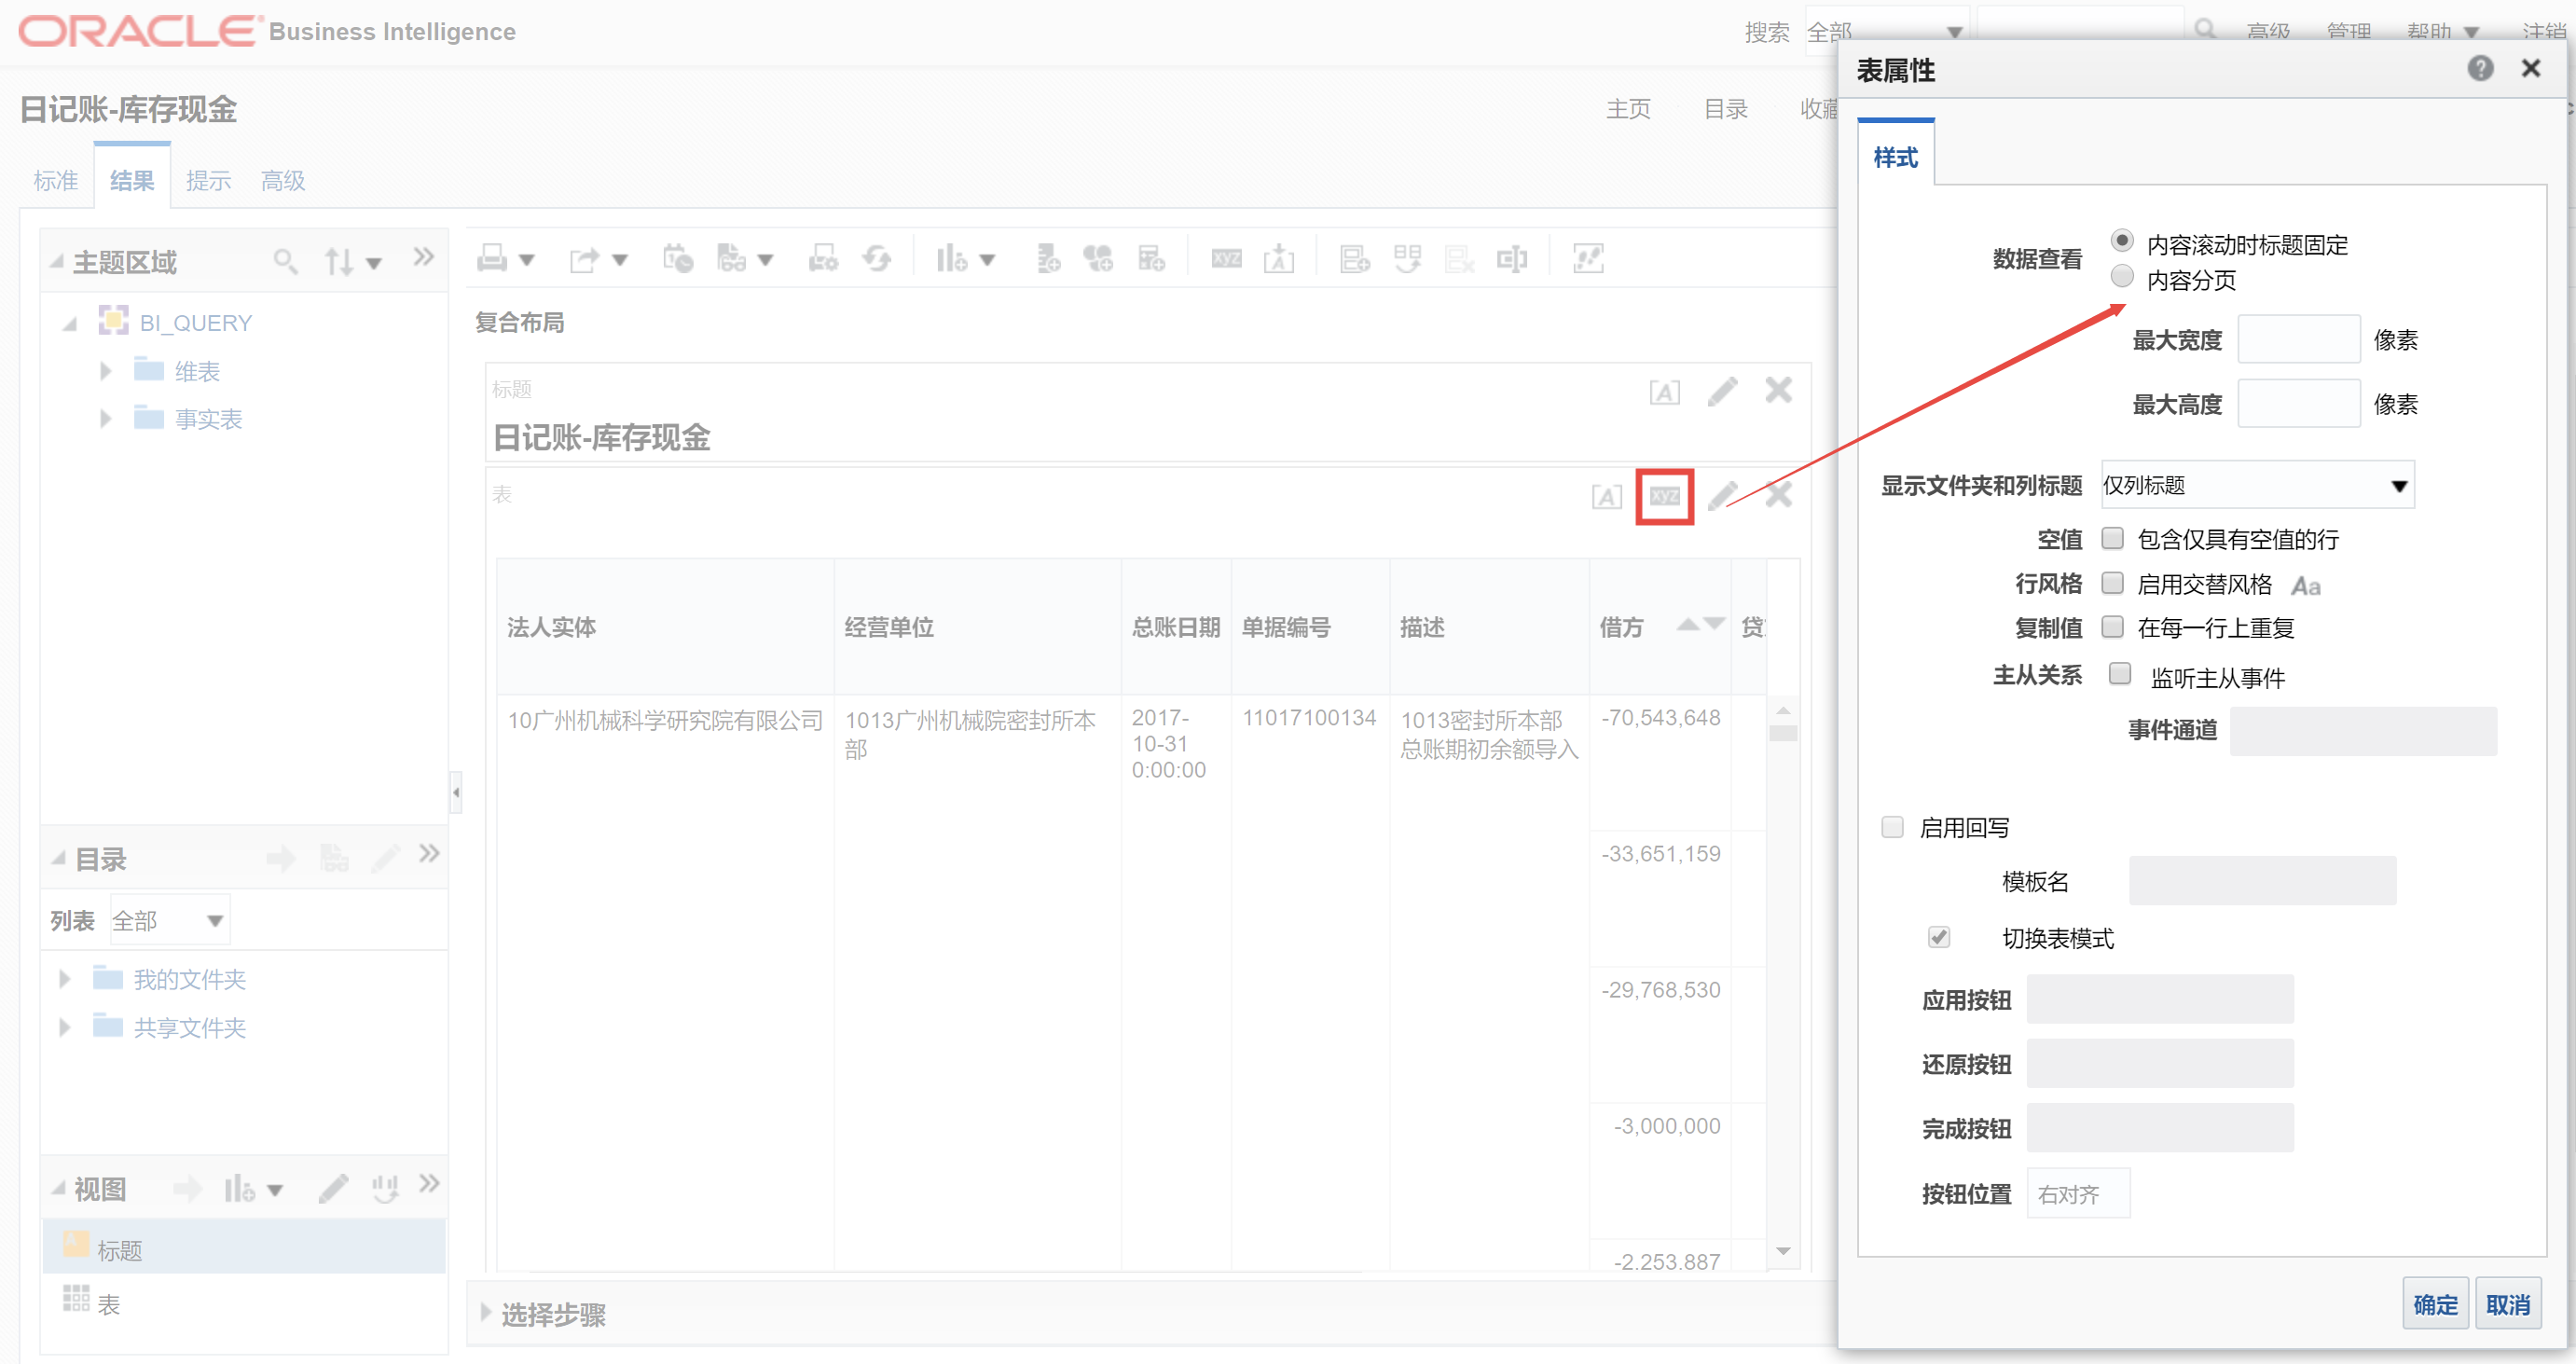 ORACLE Business Intelligence
搜索 全部 高级 管理 帮助 注销
日记账-库存现金
主页 目录 收藏
标准 结果 提示 高级
主题区域
BI_QUERY
维表
事实表
目录
列表 全部
我的文件夹
共享文件夹
视图
标题
表
xyz
复合布局
标题
日记账-库存现金
表
xyz
法人实体 经营单位 总账日期 单据编号 描述 借方 贷
10广州机械科学研究院有限公司 1013广州机械院密封所本部 2017-10-31 0:00:00 11017100134 1013密封所本部总账期初余额导入 -70,543,648
-33,651,159
-29,768,530
-3,000,000
-2,253,887
选择步骤
表属性
样式
数据查看 内容滚动时标题固定
内容分页
最大宽度 像素
最大高度 像素
显示文件夹和列标题 仅列标题
空值 包含仅具有空值的行
行风格 启用交替风格 Aa
复制值 在每一行上重复
主从关系 监听主从事件
事件通道
启用回写
模板名
切换表模式
应用按钮
还原按钮
完成按钮
按钮位置 右对齐
确定 取消